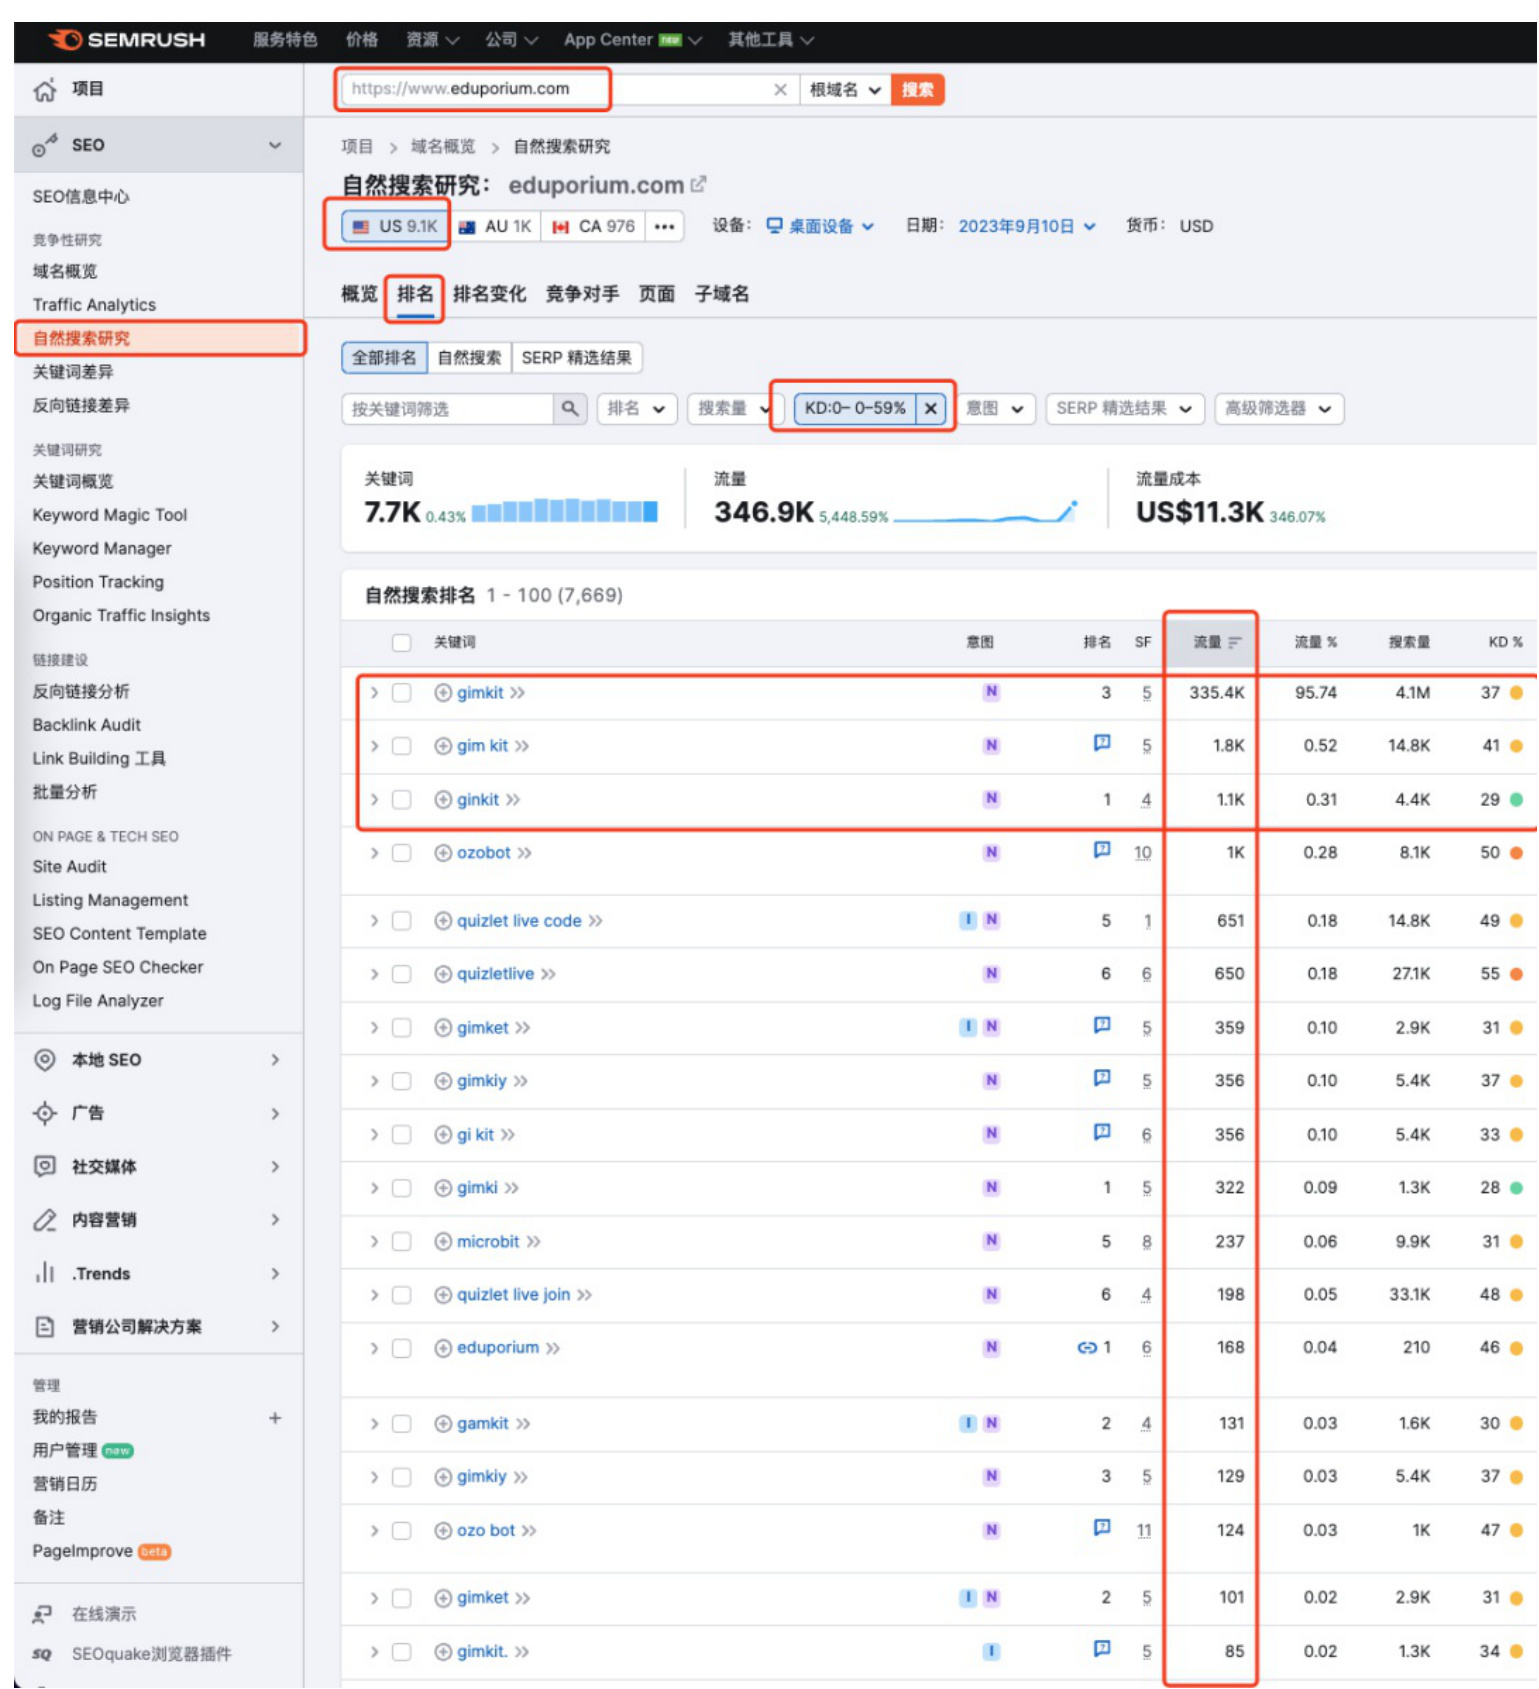 SEMRUSH 服务特色 价格 资源 公司 App Center new 其他工具
项目
https://www.eduporium.com × 根域名 搜索
SEO
项目 > 域名概览 > 自然搜索研究
自然搜索研究： eduporium.com
SEO信息中心
US 9.1K AU 1K CA 976 ••• 设备： 桌面设备 日期： 2023年9月10日 货币： USD
竞争性研究
域名概览
Traffic Analytics
自然搜索研究
关键词差异
反向链接差异
概览 排名 排名变化 竞争对手 页面 子域名
全部排名 自然搜索 SERP 精选结果
按关键词筛选 排名 搜索量 KD:0– 0–59% × 意图 SERP 精选结果 高级筛选器
关键词研究
关键词概览
Keyword Magic Tool
Keyword Manager
Position Tracking
Organic Traffic Insights
关键词 流量 流量成本
7.7K 0.43% 346.9K 5,448.59% US$11.3K 346.07%
自然搜索排名 1 - 100 (7,669)
链接建设
反向链接分析
Backlink Audit
Link Building 工具
批量分析
ON PAGE & TECH SEO
Site Audit
Listing Management
SEO Content Template
On Page SEO Checker
Log File Analyzer
本地 SEO
广告
社交媒体
内容营销
.Trends
营销公司解决方案
管理
我的报告 +
用户管理 new
营销日历
备注
PageImprove beta
在线演示
SQ SEOquake浏览器插件
关键词 意图 排名 SF 流量 流量 % 搜索量 KD %
gimkit N 3 5 335.4K 95.74 4.1M 37
gim kit N 5 1.8K 0.52 14.8K 41
ginkit N 1 4 1.1K 0.31 4.4K 29
ozobot N 10 1K 0.28 8.1K 50
quizlet live code I N 5 1 651 0.18 14.8K 49
quizletlive N 6 6 650 0.18 27.1K 55
gimket I N 5 359 0.10 2.9K 31
gimkiy N 5 356 0.10 5.4K 37
gi kit N 6 356 0.10 5.4K 33
gimki N 1 5 322 0.09 1.3K 28
microbit N 5 8 237 0.06 9.9K 31
quizlet live join N 6 4 198 0.05 33.1K 48
eduporium N 1 6 168 0.04 210 46
gamkit I N 2 4 131 0.03 1.6K 30
gimkiy N 3 5 129 0.03 5.4K 37
ozo bot N 11 124 0.03 1K 47
gimket I N 2 5 101 0.02 2.9K 31
gimkit. I 5 85 0.02 1.3K 34